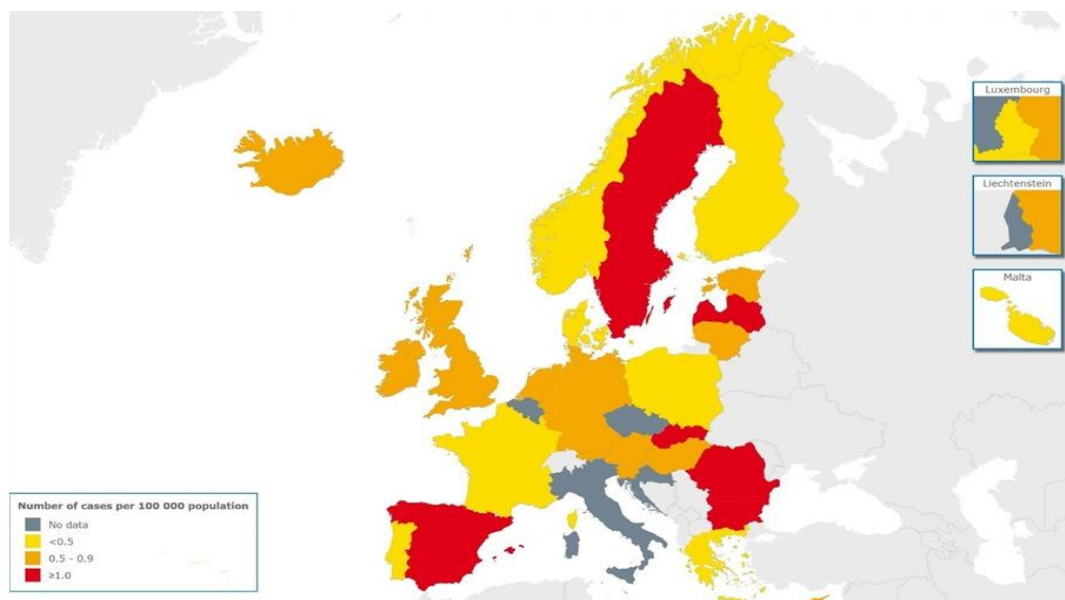 Luxembourg
Liechtenstein
Malta
Number of cases per 100 000 population
No data
<0.5
0.5 - 0.9
≥1.0